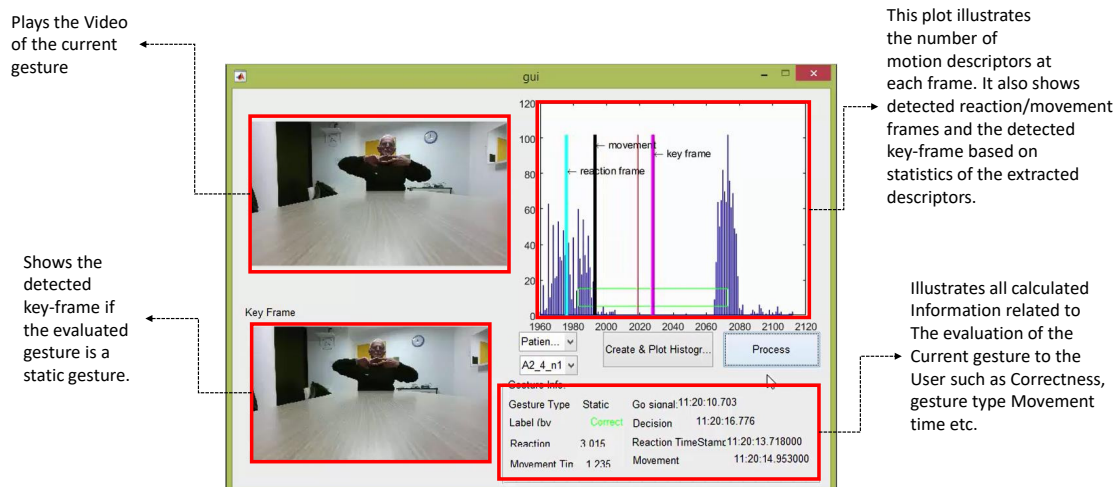 Plays the Video
of the current
gesture
Shows the
detected
key-frame if
the evaluated
gesture is a
static gesture.
gui
120
100
80
60
40
20
0
1960 1980 2000 2020 2040 2060 2080 2100 2120
← movement
← key frame
← reaction frame
Key Frame
Patien...
A2_4_n1
Create & Plot Histogr...
Process
Gesture Info.
Gesture Type Static Go signal: 11:20:10.703
Label (by Correct Decision 11:20:16.776
Reaction 3.015 Reaction TimeStamp 11:20:13.718000
Movement Tin 1.235 Movement 11:20:14.953000
This plot illustrates
the number of
motion descriptors at
each frame. It also shows
detected reaction/movement
frames and the detected
key-frame based on
statistics of the extracted
descriptors.
Illustrates all calculated
Information related to
The evaluation of the
Current gesture to the
User such as Correctness,
gesture type Movement
time etc.